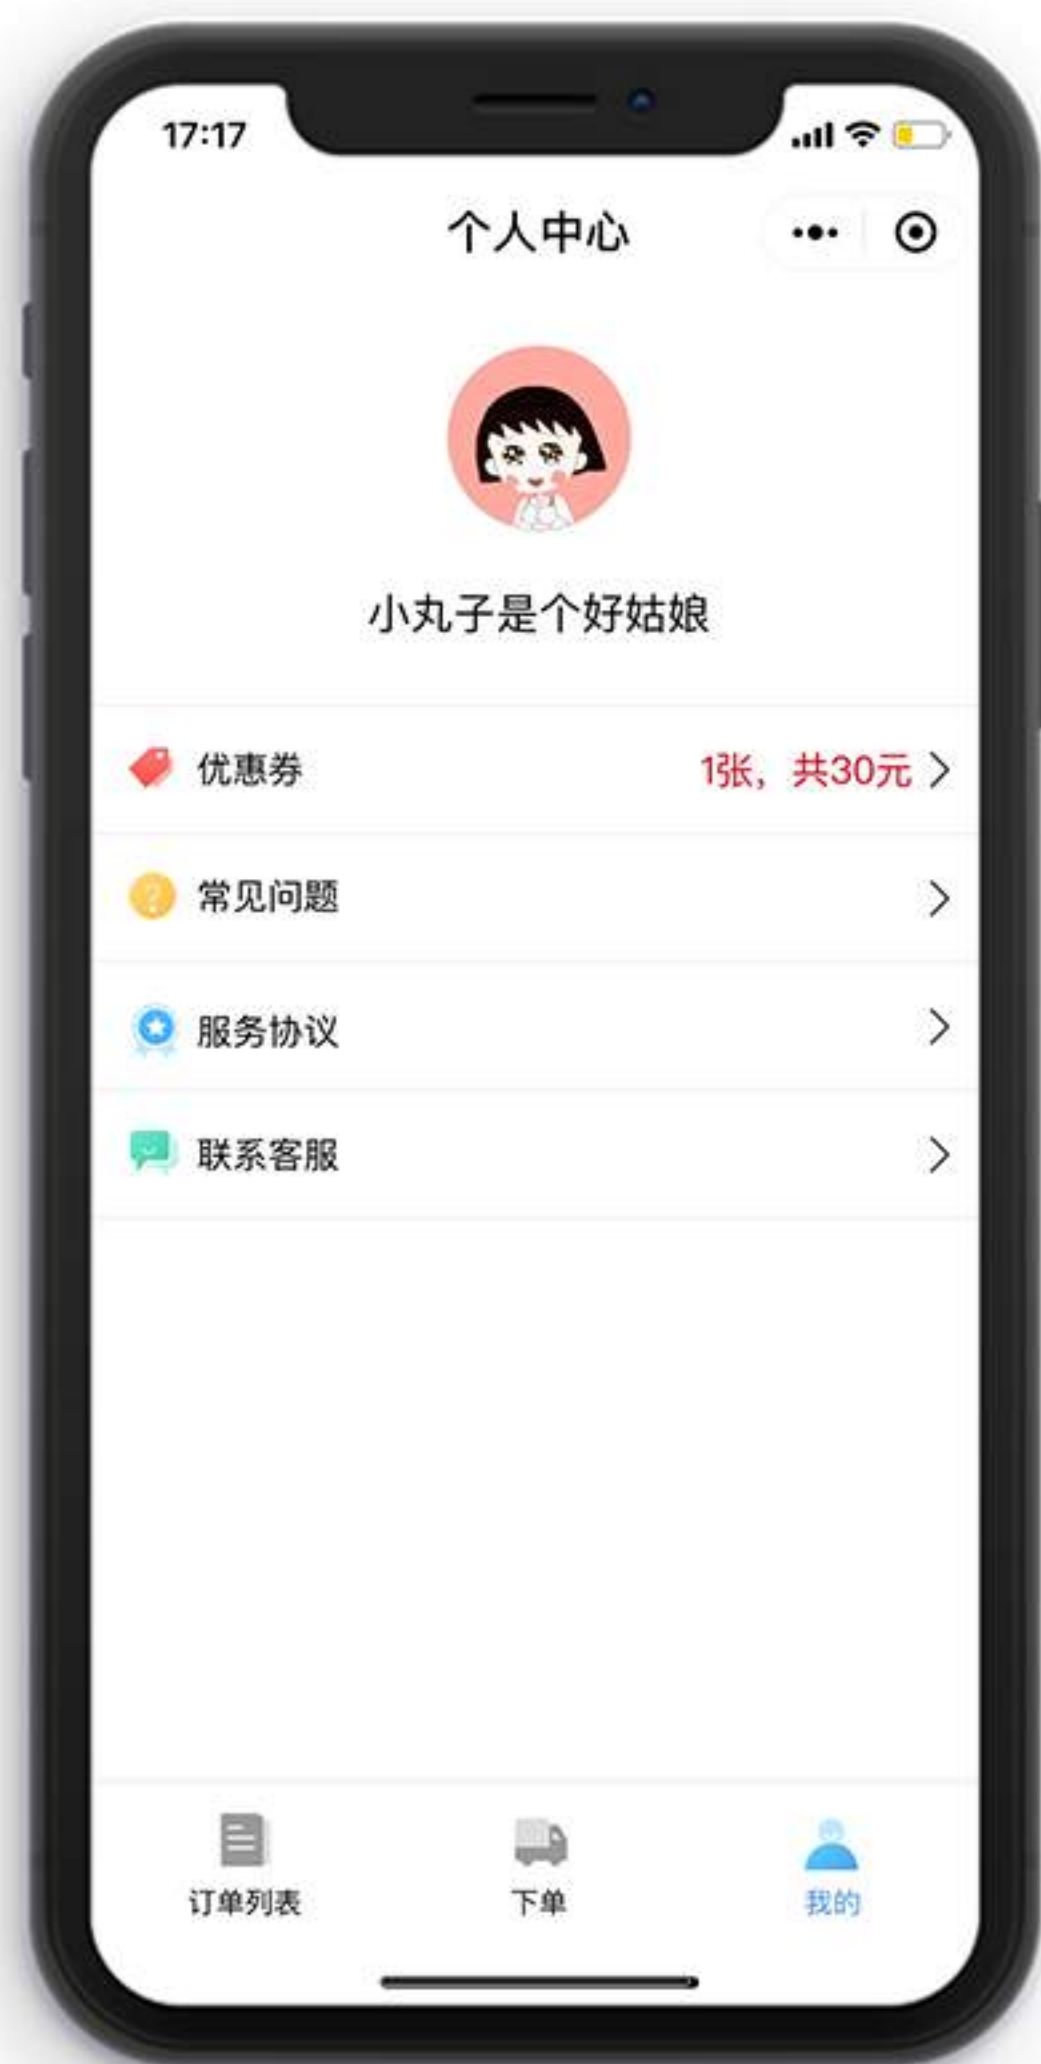 17:17
个人中心
小丸子是个好姑娘
优惠券 1张，共30元
常见问题
服务协议
联系客服
订单列表 下单 我的